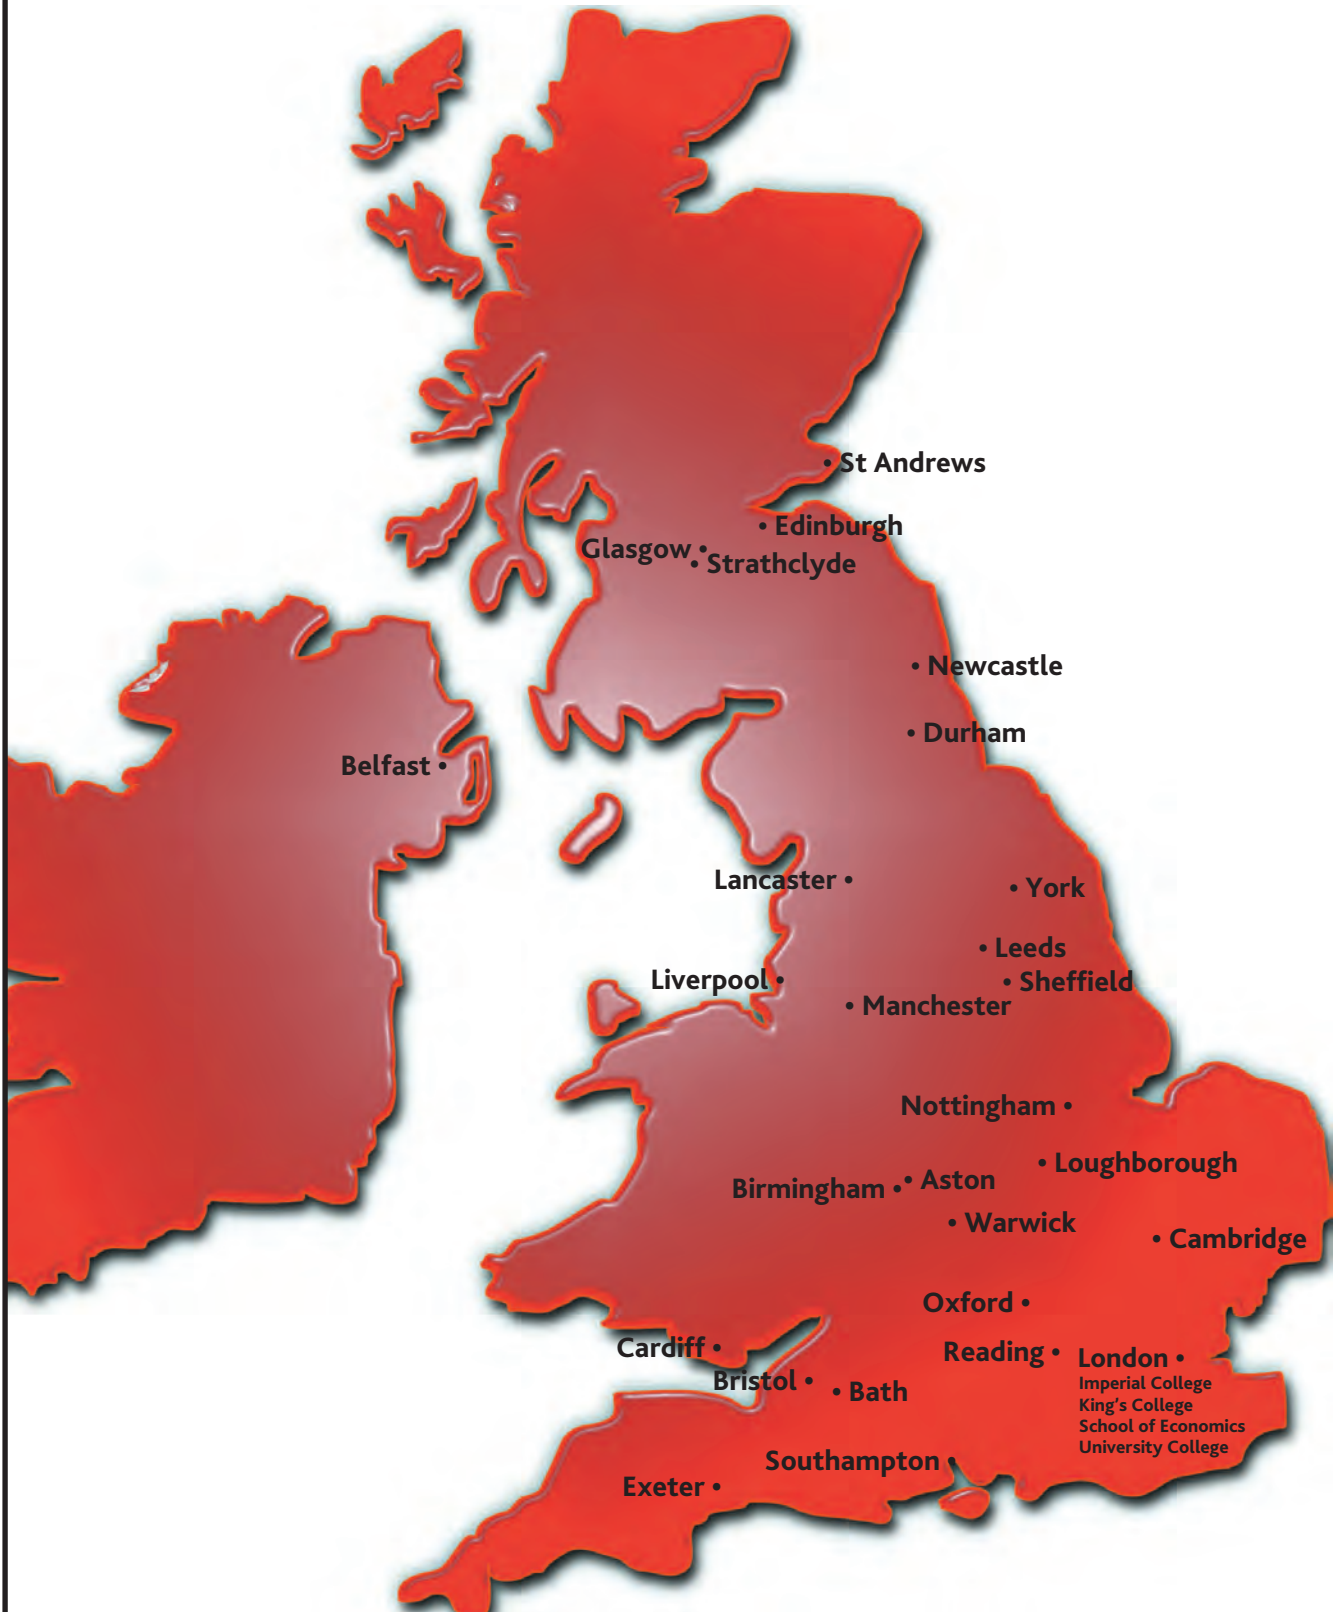 St Andrews
Edinburgh
Glasgow
Strathclyde
Newcastle
Durham
Belfast
Lancaster
York
Leeds
Liverpool
Sheffield
Manchester
Nottingham
Loughborough
Aston
Birmingham
Warwick
Cambridge
Oxford
Cardiff
Reading
London
Bristol
Bath
Imperial College
King's College
School of Economics
University College
Southampton
Exeter